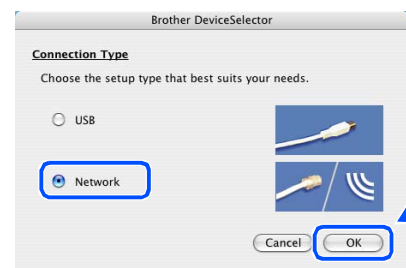 Brother DeviceSelector
Connection Type
Choose the setup type that best suits your needs.
USB
Network
Cancel OK